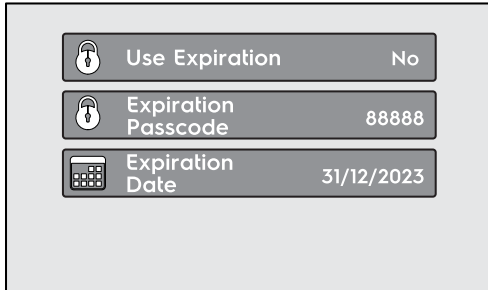 Use Expiration No
Expiration
Passcode 88888
Expiration
Date 31/12/2023